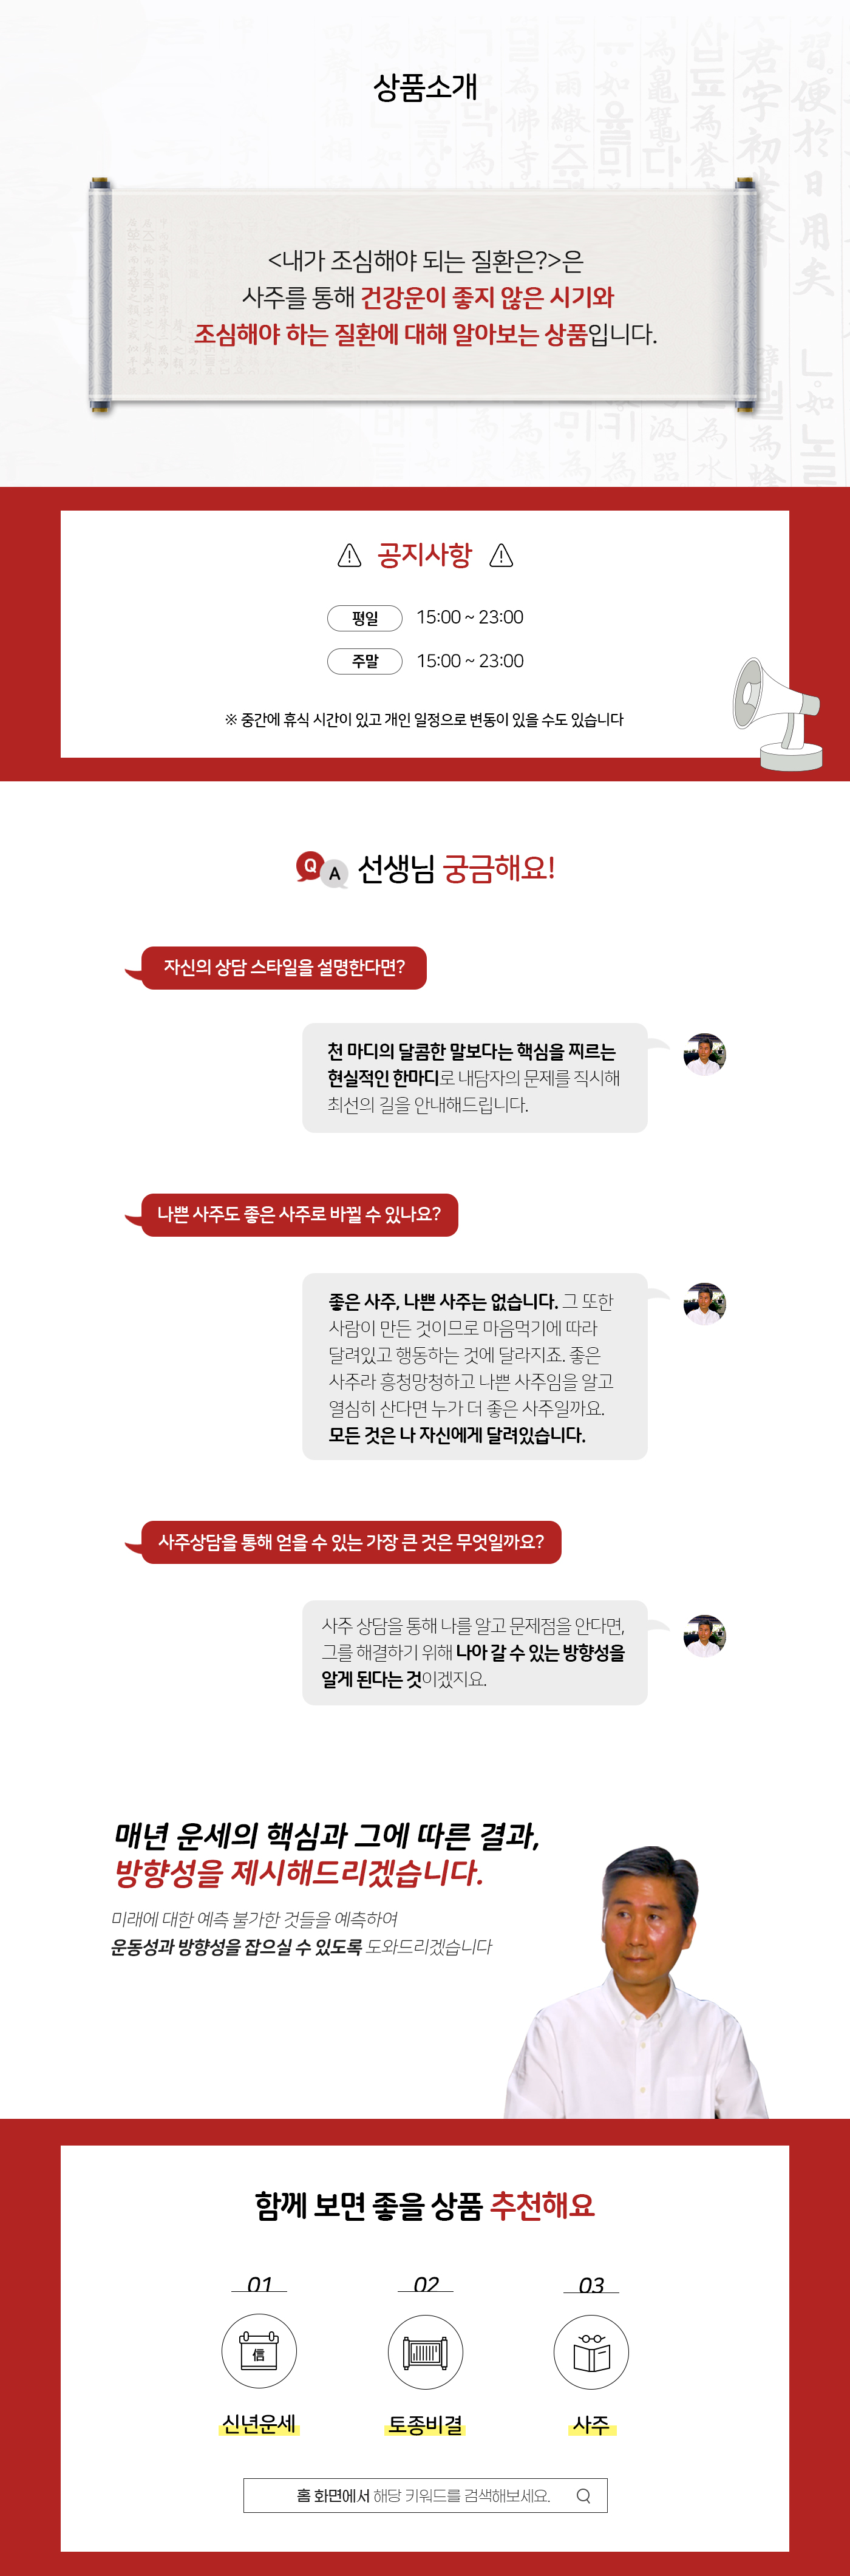 상품소개
<내가 조심해야 되는 질환은?>은
사주를 통해 건강운이 좋지 않은 시기와
조심해야 하는 질환에 대해 알아보는 상품입니다.
공지사항
평일 15:00 ~ 23:00
주말 15:00 ~ 23:00
※ 중간에 휴식 시간이 있고 개인 일정으로 변동이 있을 수도 있습니다
Q A 선생님 궁금해요!
자신의 상담 스타일을 설명한다면?
천 마디의 달콤한 말보다는 핵심을 찌르는
현실적인 한마디로 내담자의 문제를 직시해
최선의 길을 안내해드립니다.
나쁜 사주도 좋은 사주로 바뀔 수 있나요?
좋은 사주, 나쁜 사주는 없습니다. 그 또한
사람이 만든 것이므로 마음먹기에 따라
달려있고 행동하는 것에 달라지죠. 좋은
사주라 흥청망청하고 나쁜 사주임을 알고
열심히 산다면 누가 더 좋은 사주일까요.
모든 것은 나 자신에게 달려있습니다.
사주상담을 통해 얻을 수 있는 가장 큰 것은 무엇일까요?
사주 상담을 통해 나를 알고 문제점을 안다면,
그를 해결하기 위해 나아 갈 수 있는 방향성을
알게 된다는 것이겠지요.
매년 운세의 핵심과 그에 따른 결과,
방향성을 제시해드리겠습니다.
미래에 대한 예측 불가한 것들을 예측하여
운동성과 방향성을 잡으실 수 있도록 도와드리겠습니다
함께 보면 좋을 상품 추천해요
01 02 03
信
신년운세 토종비결 사주
홈 화면에서 해당 키워드를 검색해보세요.